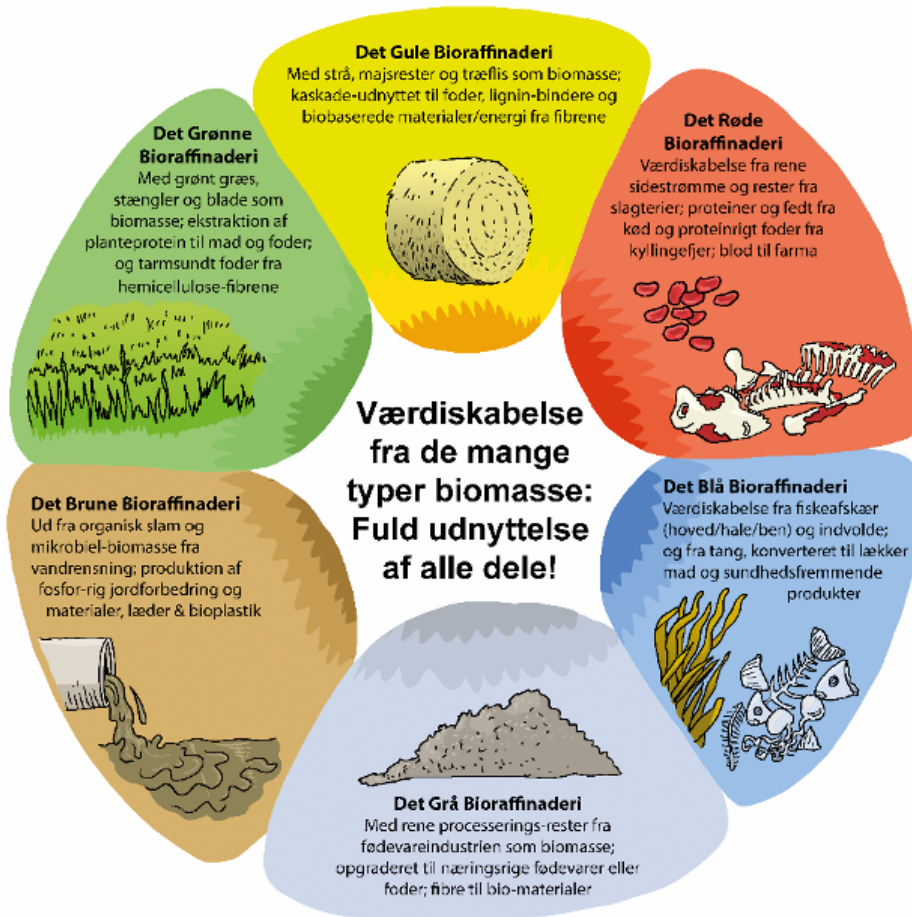 Det Gule Bioraffinaderi
Med strå, majsrester og træflis som biomasse;
kaskade-udnyttet til foder, lignin-bindere og
biobaserede materialer/energi fra fibrene
Det Grønne
Bioraffinaderi
Med grønt græs,
stængler og blade som
biomasse; ekstraktion af
planteprotein til mad og foder;
og tarmsundt foder fra
hemicellulose-fibrene
Det Røde
Bioraffinaderi
Værdiskabelse fra rene
sidestrømme og rester fra
slagterier; proteiner og fedt fra
kød og proteinrigt foder fra
kyllingefjer; blod til farma
Værdiskabelse
fra de mange
typer biomasse:
Fuld udnyttelse
af alle dele!
Det Brune Bioraffinaderi
Ud fra organisk slam og
mikrobiel-biomasse fra
vandrensning; produktion af
fosfor-rig jordforbedring og
materialer, læder & bioplastik
Det Blå Bioraffinaderi
Værdiskabelse fra fiskeafskær
(hoved/hale/ben) og indvolde;
og fra tang, konverteret til lækker
mad og sundhedsfremmende
produkter
Det Grå Bioraffinaderi
Med rene processerings-rester fra
fødevareindustrien som biomasse;
opgraderet til næringsrige fødevarer eller
foder; fibre til bio-materialer